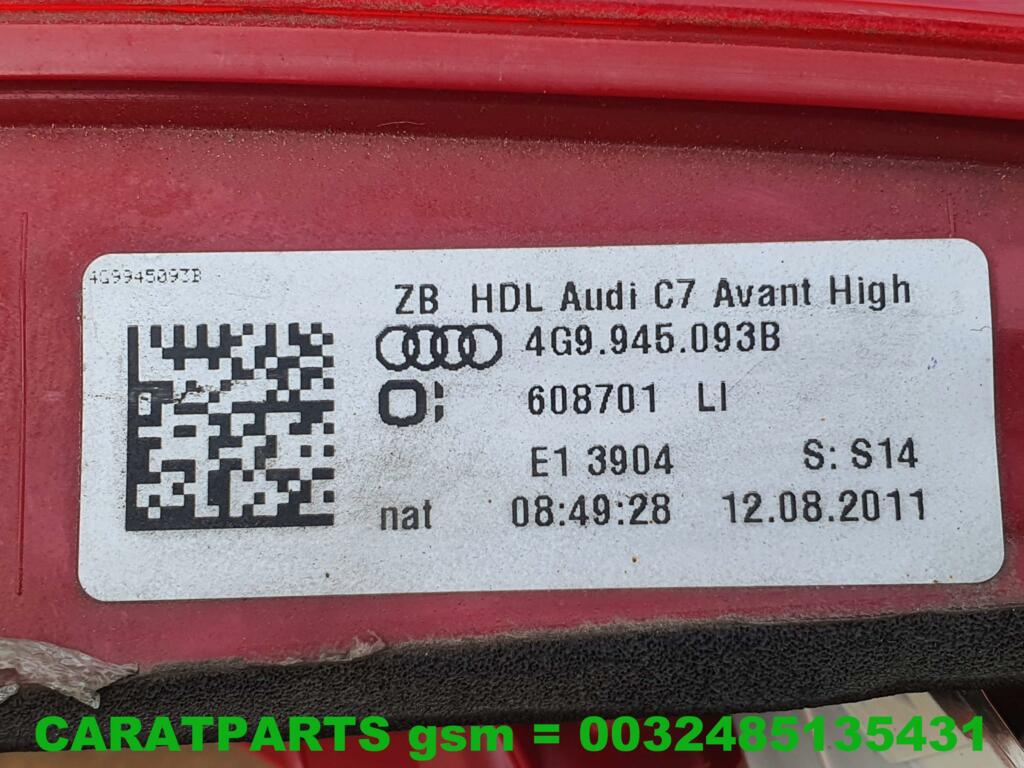 4G9945093B
ZB HDL Audi C7 Avant High
4G9.945.093B
608701 LI
E1 3904 S: S14
nat 08:49:28 12.08.2011
CARATPARTS gsm = 0032485135431